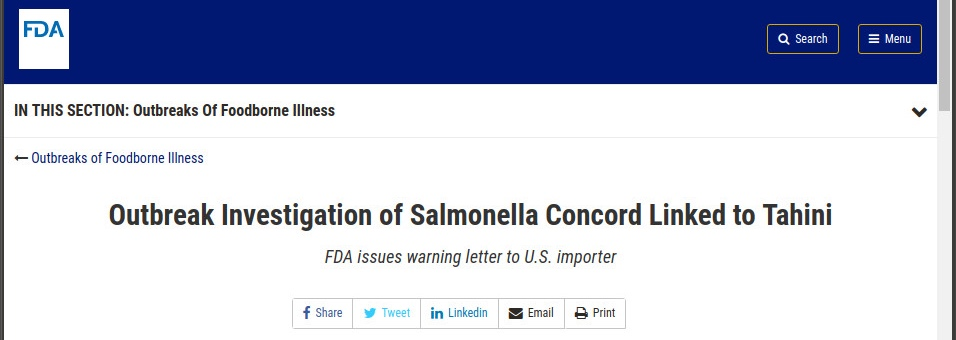 FDA
Search
Menu
IN THIS SECTION: Outbreaks Of Foodborne Illness
Outbreaks of Foodborne Illness
Outbreak Investigation of Salmonella Concord Linked to Tahini
FDA issues warning letter to U.S. importer
Share Tweet Linkedin Email Print